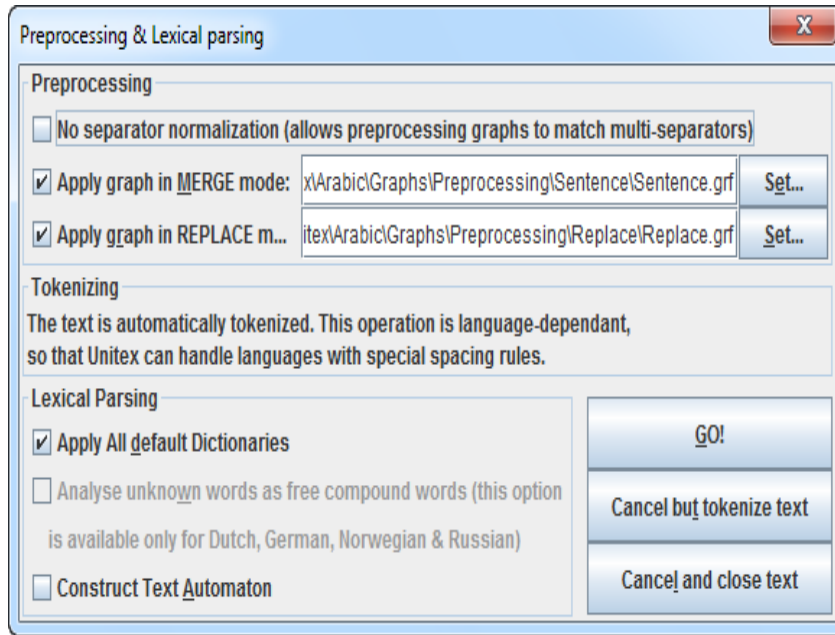 Preprocessing & Lexical parsing
X
Preprocessing
No separator normalization (allows preprocessing graphs to match multi-separators)
Apply graph in MERGE mode: x\Arabic\Graphs\Preprocessing\Sentence\Sentence.grf Set...
Apply graph in REPLACE m... itex\Arabic\Graphs\Preprocessing\Replace\Replace.grf Set...
Tokenizing
The text is automatically tokenized. This operation is language-dependant,
so that Unitex can handle languages with special spacing rules.
Lexical Parsing
Apply All default Dictionaries
Analyse unknown words as free compound words (this option
is available only for Dutch, German, Norwegian & Russian)
Construct Text Automaton
GO!
Cancel but tokenize text
Cancel and close text